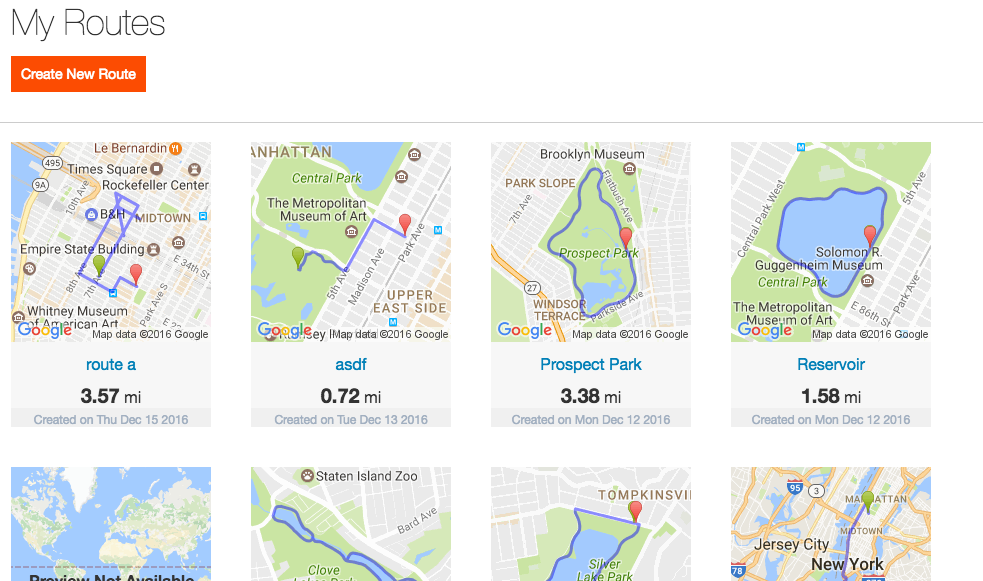 My Routes
Create New Route
Le Bernardin
495
Times Square
9A
Rockefeller Center
10th Ave
B&H
MIDTOWN
Empire State Building
E 34th St
8th Ave
7th Ave
Park Ave S
Whitney Museum
of American Art
Google
Map data ©2016 Google
route a
3.57 mi
Created on Thu Dec 15 2016
MANHATTAN
Central Park
The Metropolitan
Museum of Art
M
Park Ave
Madison Ave
5th Ave
UPPER
EAST SIDE
M
Google
Map data ©2016 Google
asdf
0.72 mi
Created on Tue Dec 13 2016
Brooklyn Museum
PARK SLOPE
Flatbush Ave
7th Ave
Prospect Park
27
WINDSOR
TERRACE
Parkside Ave
Google
Map data ©2016 Google
Prospect Park
3.38 mi
Created on Mon Dec 12 2016
M
Central Park West
5th Ave
Solomon R.
Guggenheim Museum
Central Park
Park Ave
The Metropolitan
Museum of Art
E 86th St
Google
Map data ©2016 Google
Reservoir
1.58 mi
Created on Mon Dec 12 2016
Preview Not Available
Staten Island Zoo
Bard Ave
Clove
Lakes Park
TOMPKINSVI
Silver
Lake Park
95
3
MANHATTAN
MIDTOWN
Jersey City
New York
78